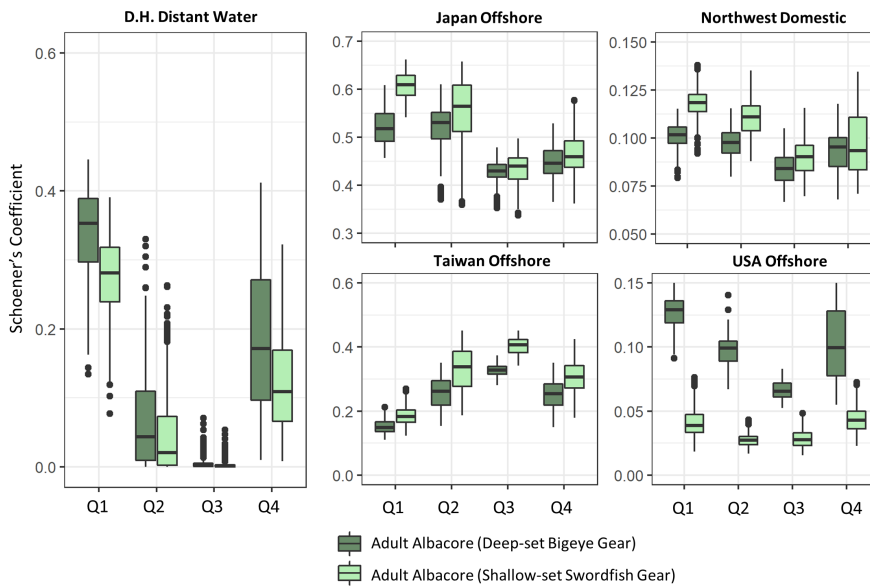 D.H. Distant Water
Japan Offshore
Northwest Domestic
Schoener's Coefficient
0.6
0.4
0.2
0.0
0.7
0.6
0.5
0.4
0.3
0.150
0.125
0.100
0.075
0.050
Taiwan Offshore
USA Offshore
0.6
0.4
0.2
0.0
0.15
0.10
0.05
0.00
Q1 Q2 Q3 Q4
Q1 Q2 Q3 Q4
Q1 Q2 Q3 Q4
Adult Albacore (Deep-set Bigeye Gear)
Adult Albacore (Shallow-set Swordfish Gear)